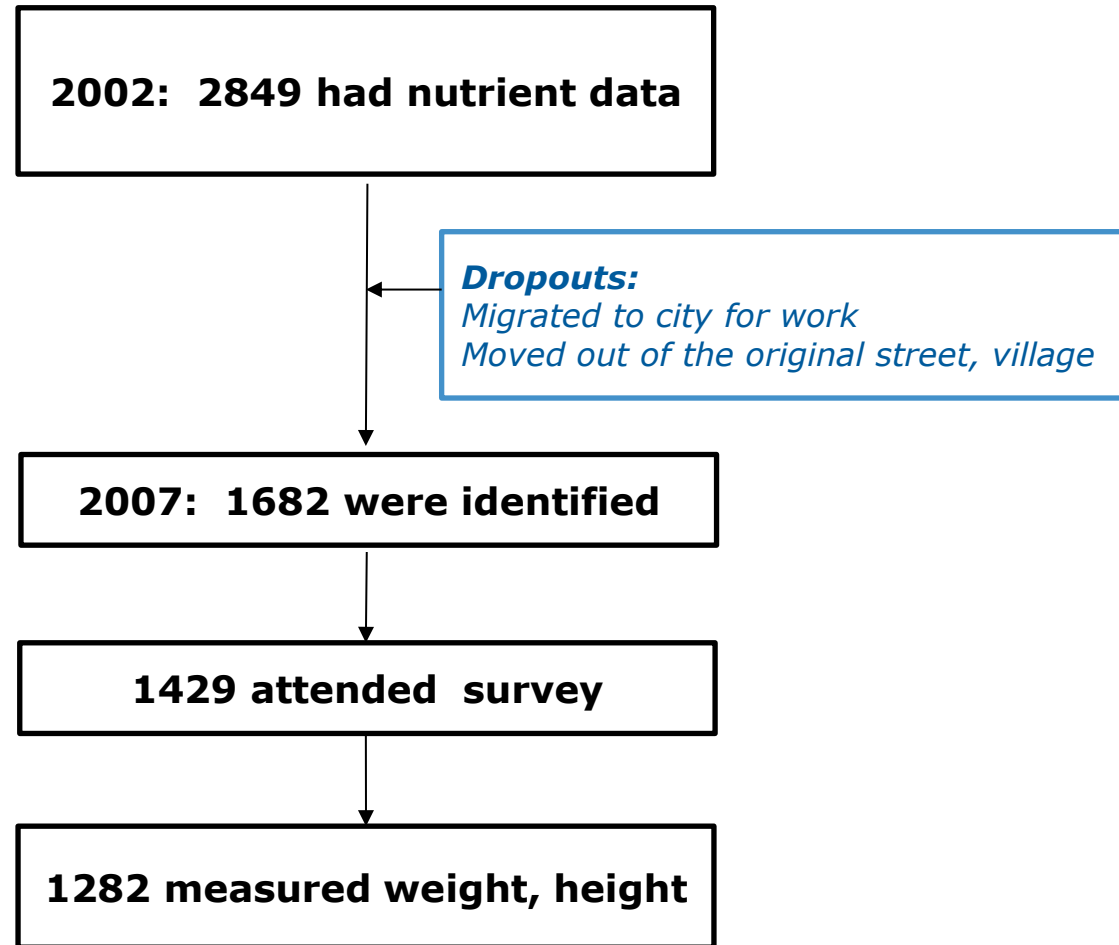 2002:  2849 had nutrient data
Dropouts:
Migrated to city for work
Moved out of the original street, village
2007:  1682 were identified
1429 attended  survey
1282 measured weight, height